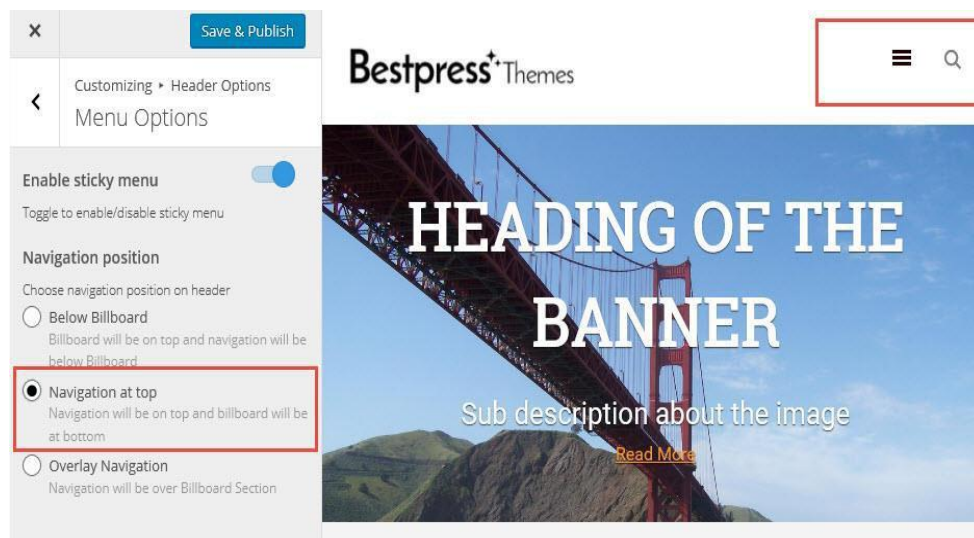 Save & Publish
Customizing ▸ Header Options
Menu Options
Enable sticky menu
Toggle to enable/disable sticky menu
Navigation position
Choose navigation position on header
Below Billboard
Billboard will be on top and navigation will be
below Billboard
Navigation at top
Navigation will be on top and billboard will be
at bottom
Overlay Navigation
Navigation will be over Billboard Section
Bestpress Themes
HEADING OF THE
BANNER
Sub description about the image
Read More